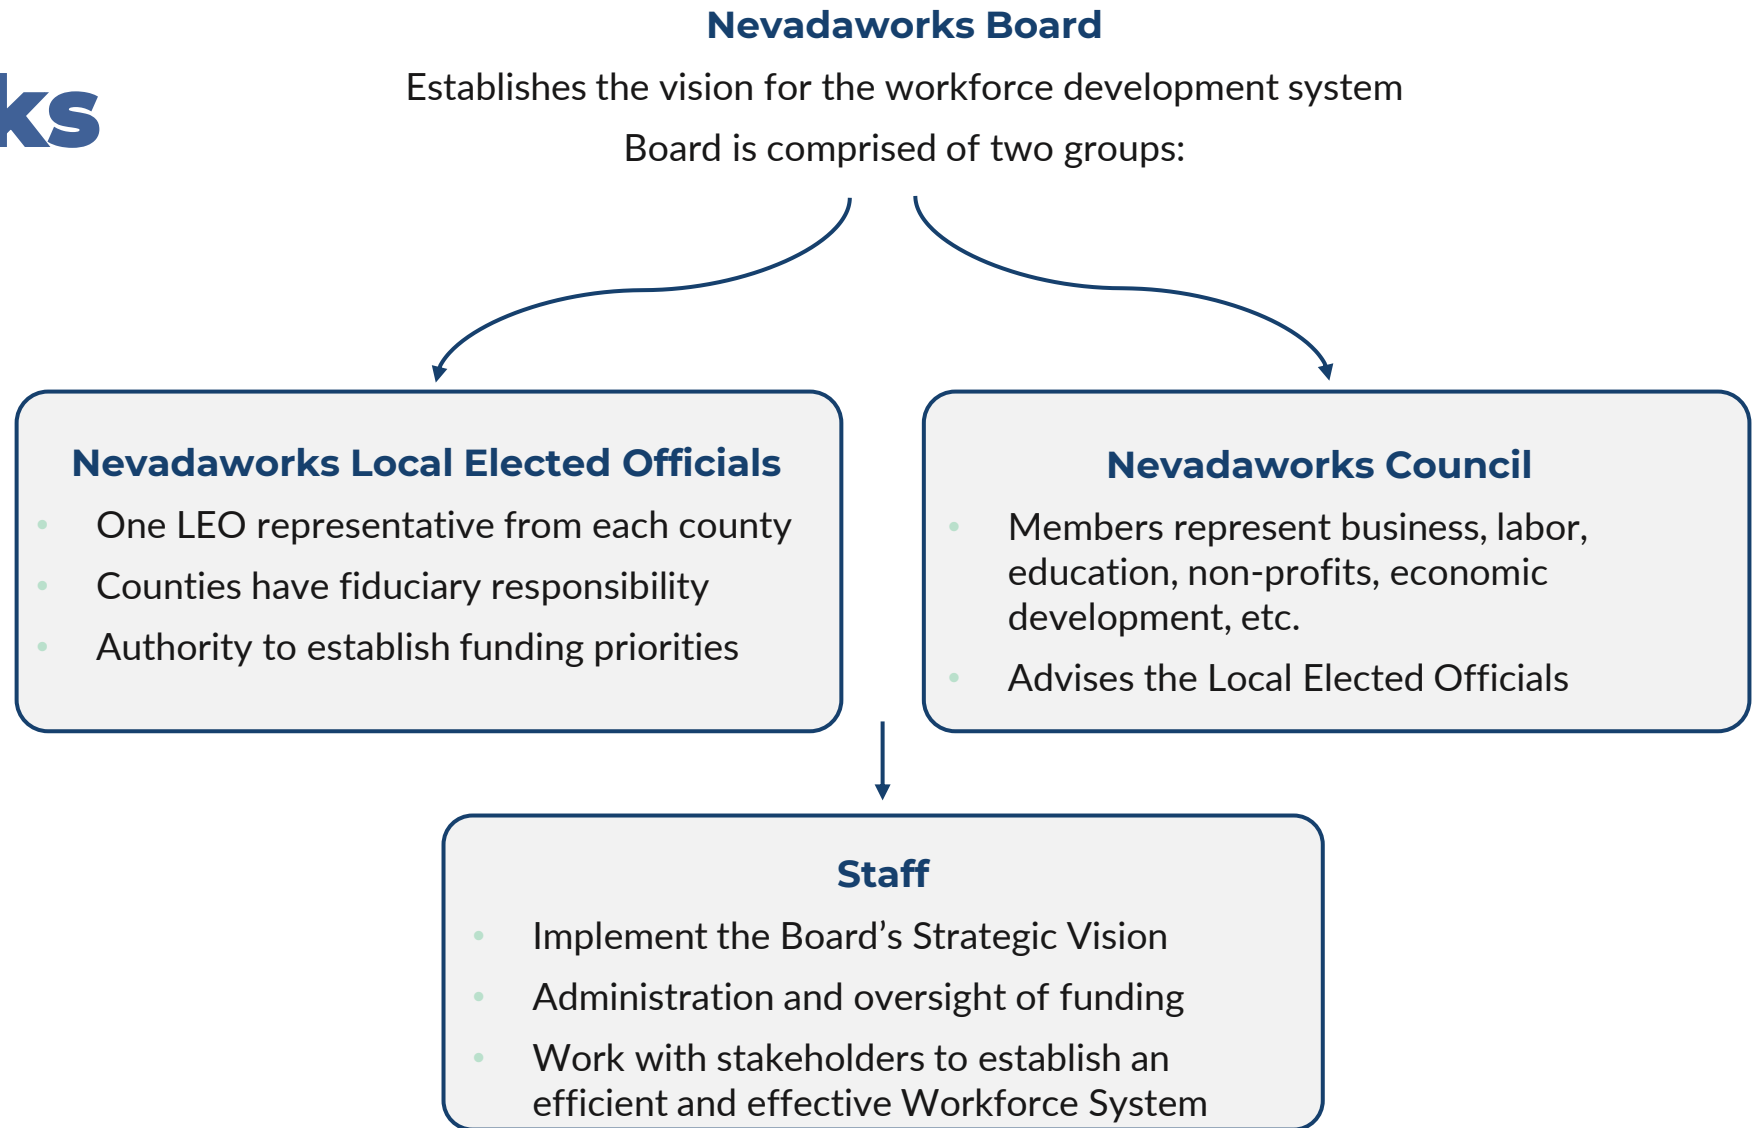 Nevadaworks Board
ks
Establishes the vision for the workforce development system
Board is comprised of two groups:
Nevadaworks Local Elected Officials
• One LEO representative from each county
• Counties have fiduciary responsibility
• Authority to establish funding priorities
Nevadaworks Council
• Members represent business, labor,
education, non-profits, economic
development, etc.
• Advises the Local Elected Officials
Staff
• Implement the Board’s Strategic Vision
• Administration and oversight of funding
• Work with stakeholders to establish an
efficient and effective Workforce System